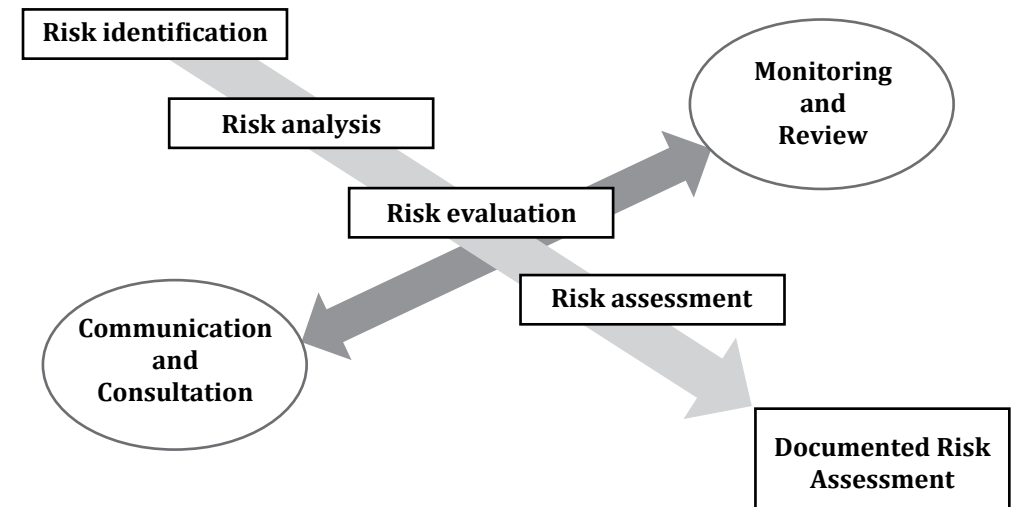 Risk identification
Monitoring
and
Review
Risk analysis
Risk evaluation
Risk assessment
Communication
and
Consultation
Documented Risk
Assessment